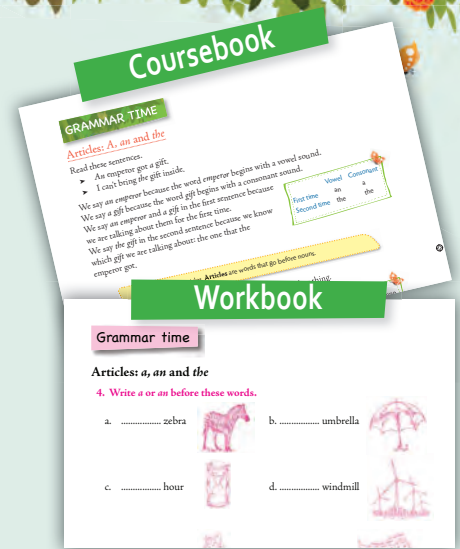 Coursebook
GRAMMAR TIME
Articles: A, an and the
Read these sentences.
➤ An emperor got a gift.
➤ I can't bring the gift inside.
We say an emperor because the word emperor begins with a vowel sound.
We say a gift because the word gift begins with a consonant sound.
We say an emperor and a gift in the first sentence because
we are talking about them for the first time.
We say the gift in the second sentence because we know
which gift we are talking about: the one that the
emperor got.
Vowel Consonant
First time an a
Second time the the
Articles are words that go before nouns.
Workbook
Grammar time
Articles: a, an and the
4. Write a or an before these words.
a. ................. zebra
b. ................. umbrella
c. ................. hour
d. ................. windmill